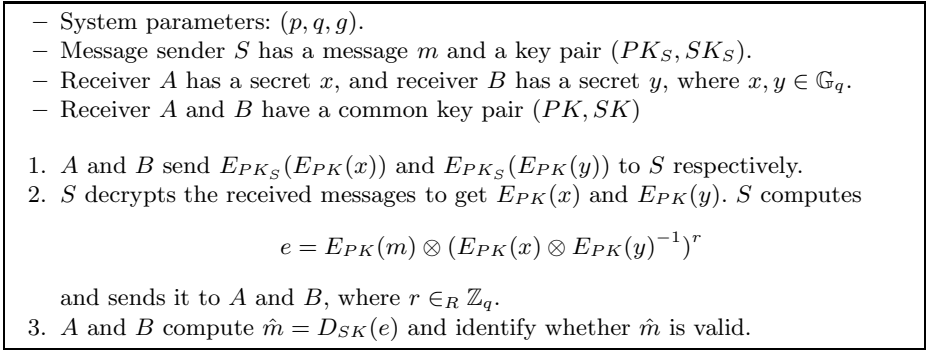 – System parameters: (p, q, g).
– Message sender S has a message m and a key pair (PK_S, SK_S).
– Receiver A has a secret x, and receiver B has a secret y, where x, y ∈ 𝔾_q.
– Receiver A and B have a common key pair (PK, SK)
1. A and B send E_{PK_S}(E_{PK}(x)) and E_{PK_S}(E_{PK}(y)) to S respectively.
2. S decrypts the received messages to get E_{PK}(x) and E_{PK}(y). S computes
e = E_{PK}(m) ⊗ (E_{PK}(x) ⊗ E_{PK}(y)^{-1})^r
and sends it to A and B, where r ∈_R ℤ_q.
3. A and B compute m̂ = D_{SK}(e) and identify whether m̂ is valid.